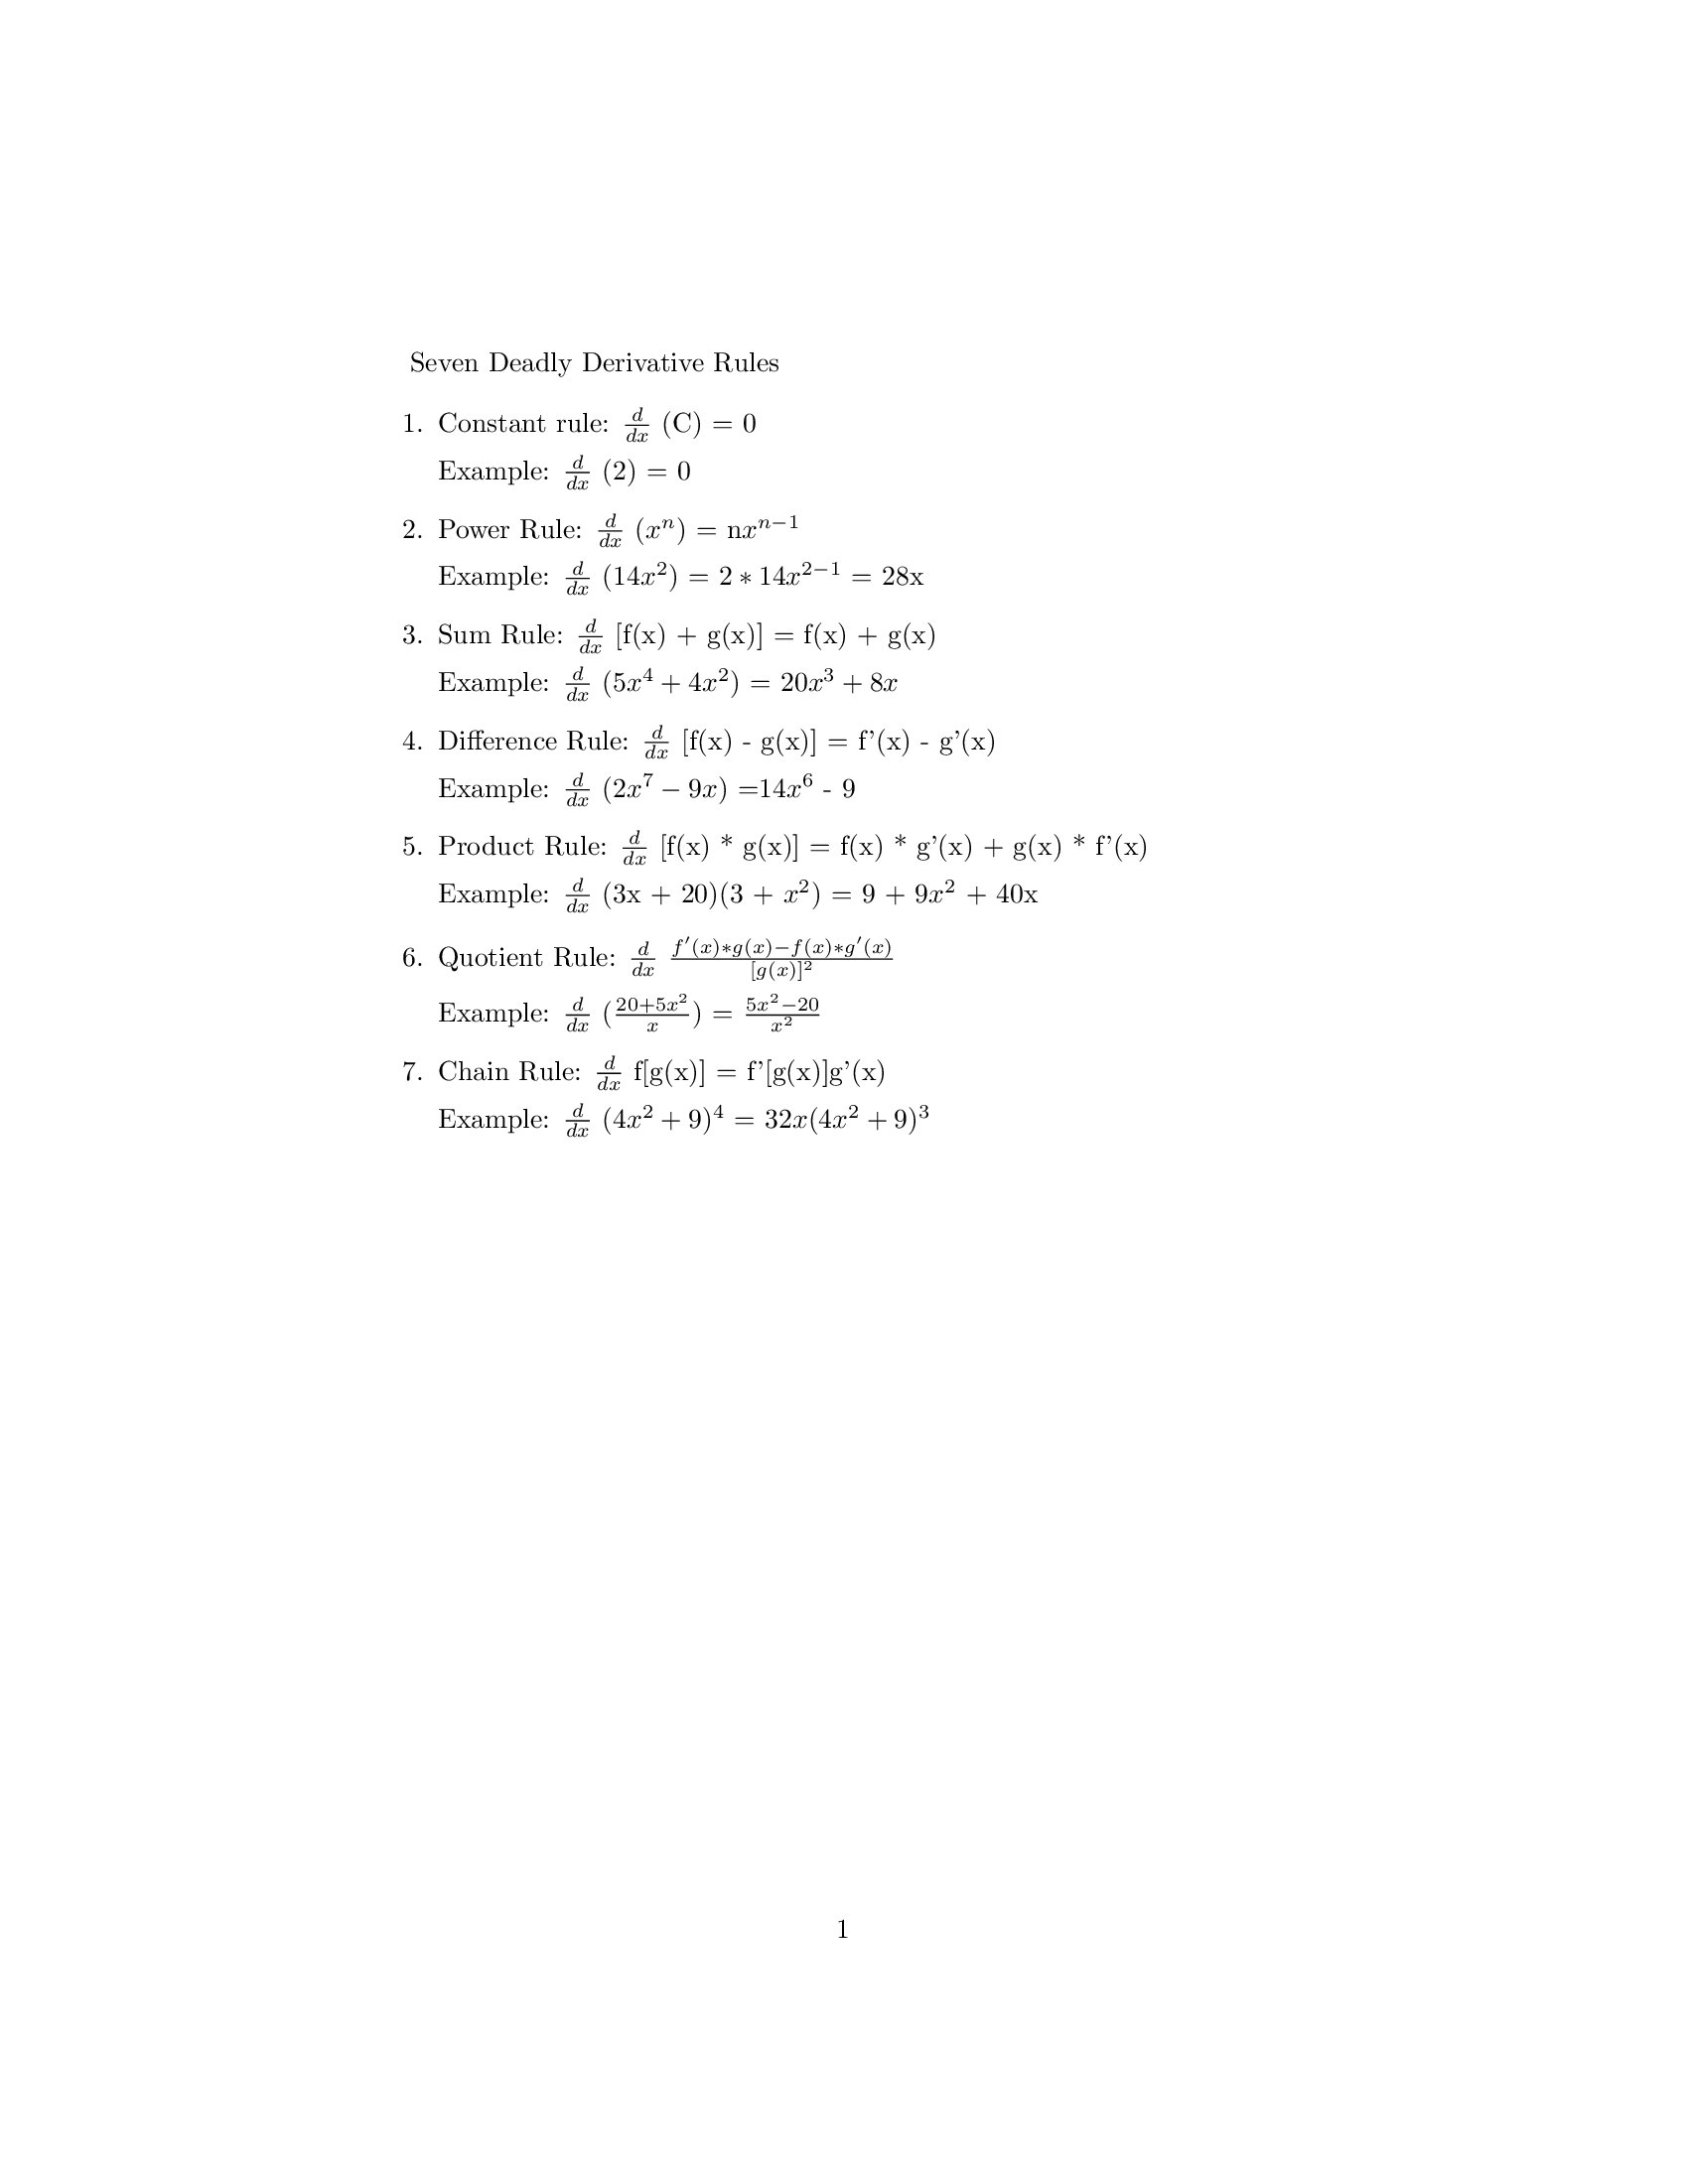 Seven Deadly Derivative Rules
1. Constant rule: $\frac{d}{dx}$ (C) = 0
Example: $\frac{d}{dx}$ (2) = 0
2. Power Rule: $\frac{d}{dx}$ ($x^n$) = n$x^{n-1}$
Example: $\frac{d}{dx}$ ($14x^2$) = $2 * 14x^{2-1}$ = 28x
3. Sum Rule: $\frac{d}{dx}$ [f(x) + g(x)] = f(x) + g(x)
Example: $\frac{d}{dx}$ ($5x^4 + 4x^2$) = $20x^3 + 8x$
4. Difference Rule: $\frac{d}{dx}$ [f(x) - g(x)] = f’(x) - g’(x)
Example: $\frac{d}{dx}$ ($2x^7 - 9x$) =$14x^6$ - 9
5. Product Rule: $\frac{d}{dx}$ [f(x) * g(x)] = f(x) * g’(x) + g(x) * f’(x)
Example: $\frac{d}{dx}$ (3x + 20)(3 + $x^2$) = 9 + $9x^2$ + 40x
6. Quotient Rule: $\frac{d}{dx}$ $\frac{f'(x)*g(x)-f(x)*g'(x)}{[g(x)]^2}$
Example: $\frac{d}{dx}$ ($\frac{20+5x^2}{x}$) = $\frac{5x^2-20}{x^2}$
7. Chain Rule: $\frac{d}{dx}$ f[g(x)] = f’[g(x)]g’(x)
Example: $\frac{d}{dx}$ $(4x^2 + 9)^4$ = $32x(4x^2 + 9)^3$
1